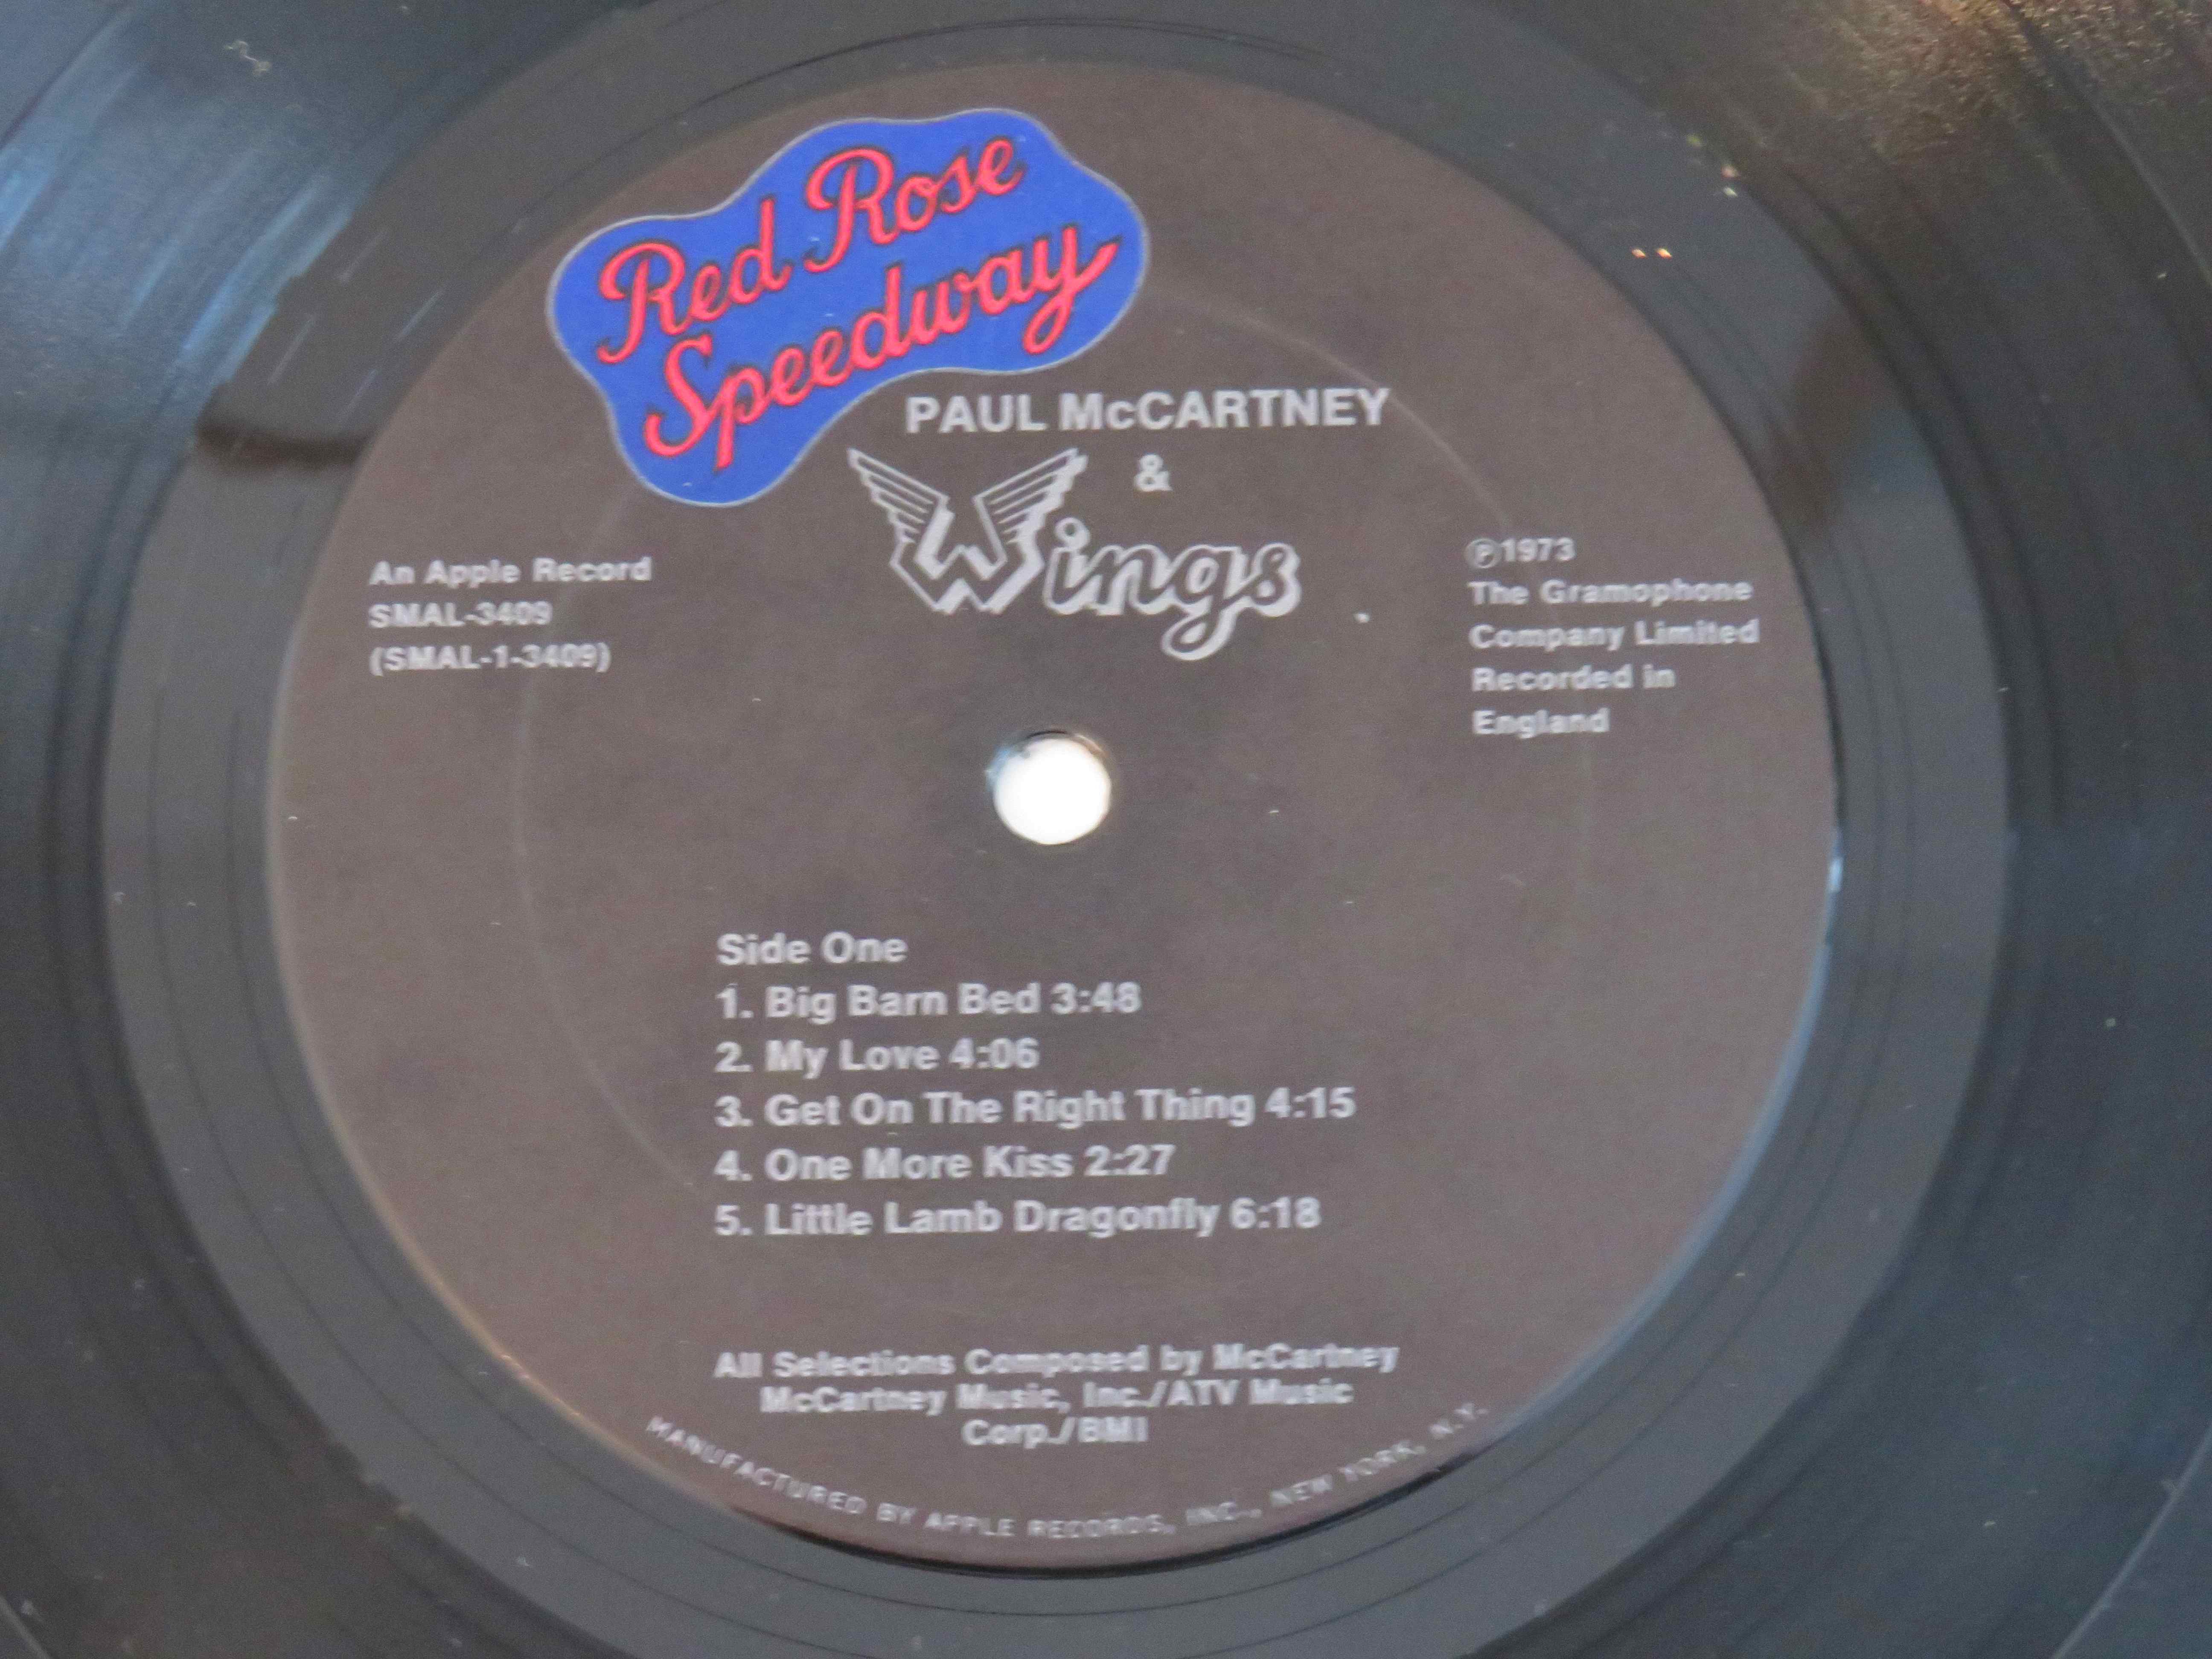 Red Rose
Speedway
PAUL McCARTNEY
&
Wings
An Apple Record
SMAL-3409
(SMAL-1-3409)
℗1973
The Gramophone
Company Limited
Recorded in
England
Side One
1. Big Barn Bed 3:48
2. My Love 4:06
3. Get On The Right Thing 4:15
4. One More Kiss 2:27
5. Little Lamb Dragonfly 6:18
All Selections Composed by McCartney
McCartney Music, Inc./ATV Music
Corp./BMI
MANUFACTURED BY APPLE RECORDS, INC., NEW YORK, N.Y.